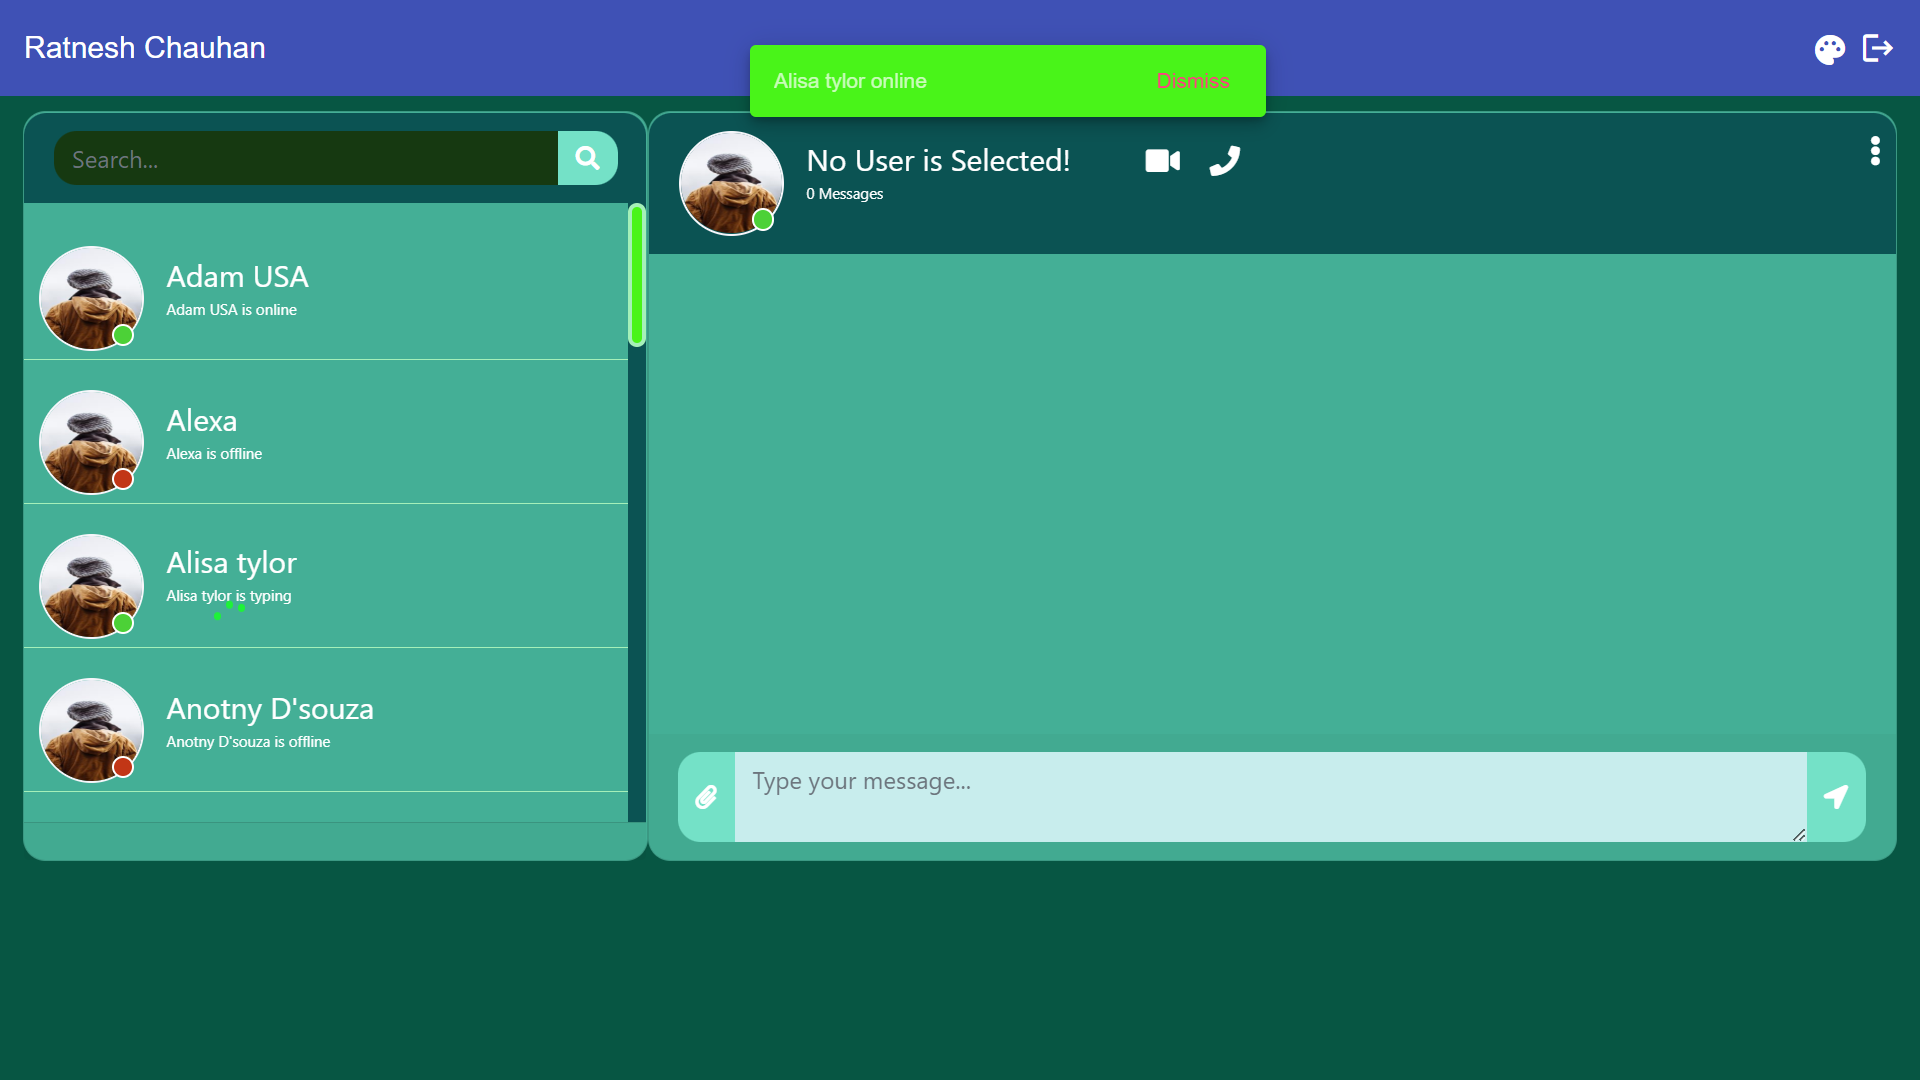 Ratnesh Chauhan
Alisa tylor online
Dismiss
Search...
Adam USA
Adam USA is online
Alexa
Alexa is offline
Alisa tylor
Alisa tylor is typing
Anotny D'souza
Anotny D'souza is offline
No User is Selected!
0 Messages
Type your message...